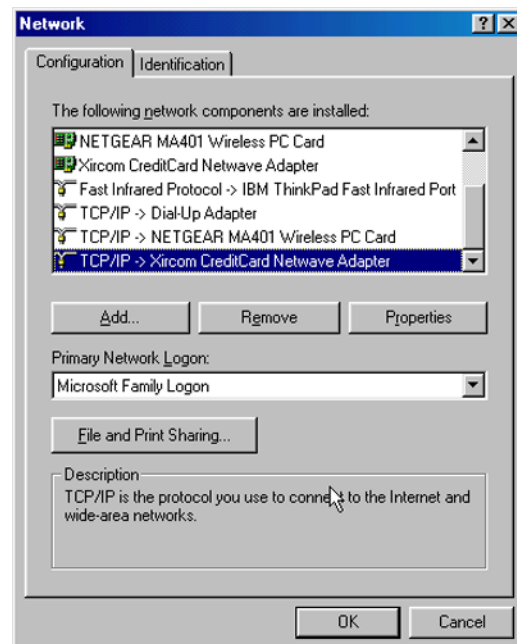 Network
Configuration
Identification
The following network components are installed:
NETGEAR MA401 Wireless PC Card
Xircom CreditCard Netwave Adapter
Fast Infrared Protocol -> IBM ThinkPad Fast Infrared Port
TCP/IP -> Dial-Up Adapter
TCP/IP -> NETGEAR MA401 Wireless PC Card
TCP/IP -> Xircom CreditCard Netwave Adapter
Add...
Remove
Properties
Primary Network Logon:
Microsoft Family Logon
File and Print Sharing...
Description
TCP/IP is the protocol you use to connect to the Internet and
wide-area networks.
OK
Cancel